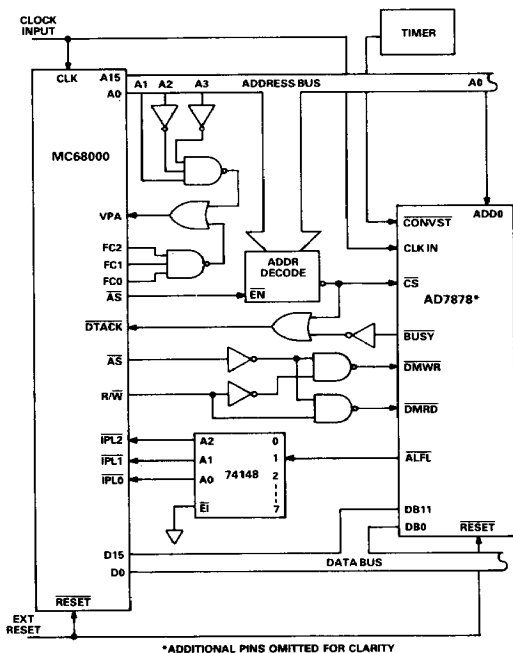 CLOCK
INPUT
TIMER
CLK
A15
A0
A1
A2
A3
ADDRESS BUS
A0
MC68000
VPA
FC2
FC1
FC0
AS
ADDR
DECODE
EN
DTACK
AS
R/W
IPL2
IPL1
IPL0
A2
A1
A0
74148
0
1
2
7
EI
ADD0
CONVST
CLK IN
CS
AD7878*
BUSY
DMWR
DMRD
ALFL
DB11
DB0
RESET
D15
D0
DATA BUS
RESET
EXT
RESET
*ADDITIONAL PINS OMITTED FOR CLARITY